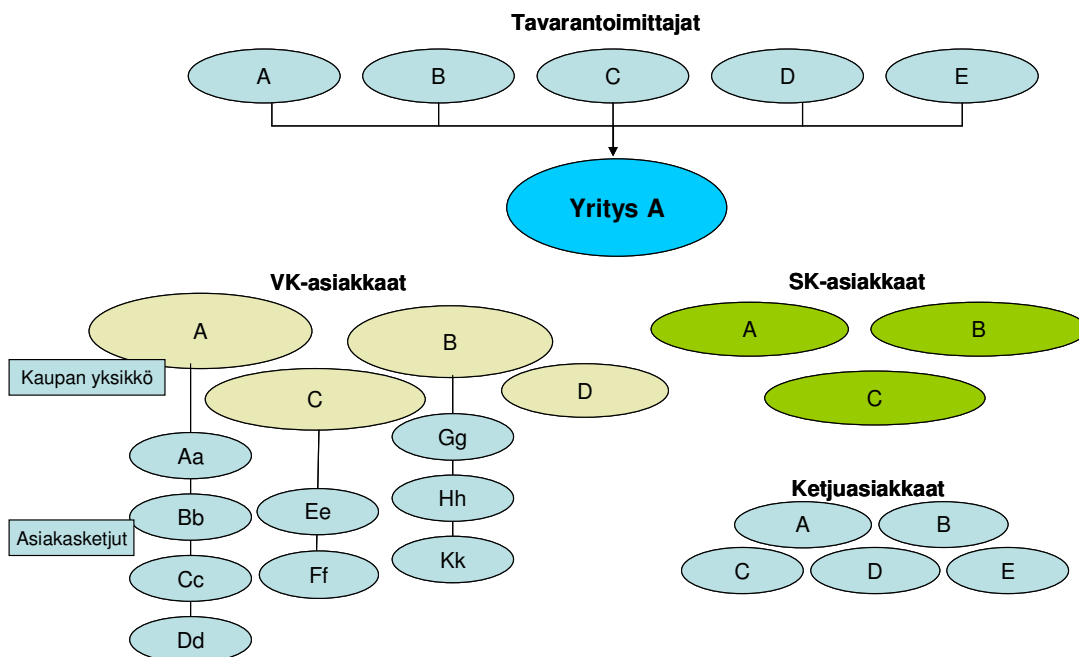 Tavarantoimittajat
A B C D E
Yritys A
VK-asiakkaat
A
B
Kaupan yksikkö
C
D
Aa
Gg
Bb
Ee
Hh
Asiakasketjut
Cc
Ff
Kk
Dd
SK-asiakkaat
A B
C
Ketjuasiakkaat
A B
C D E